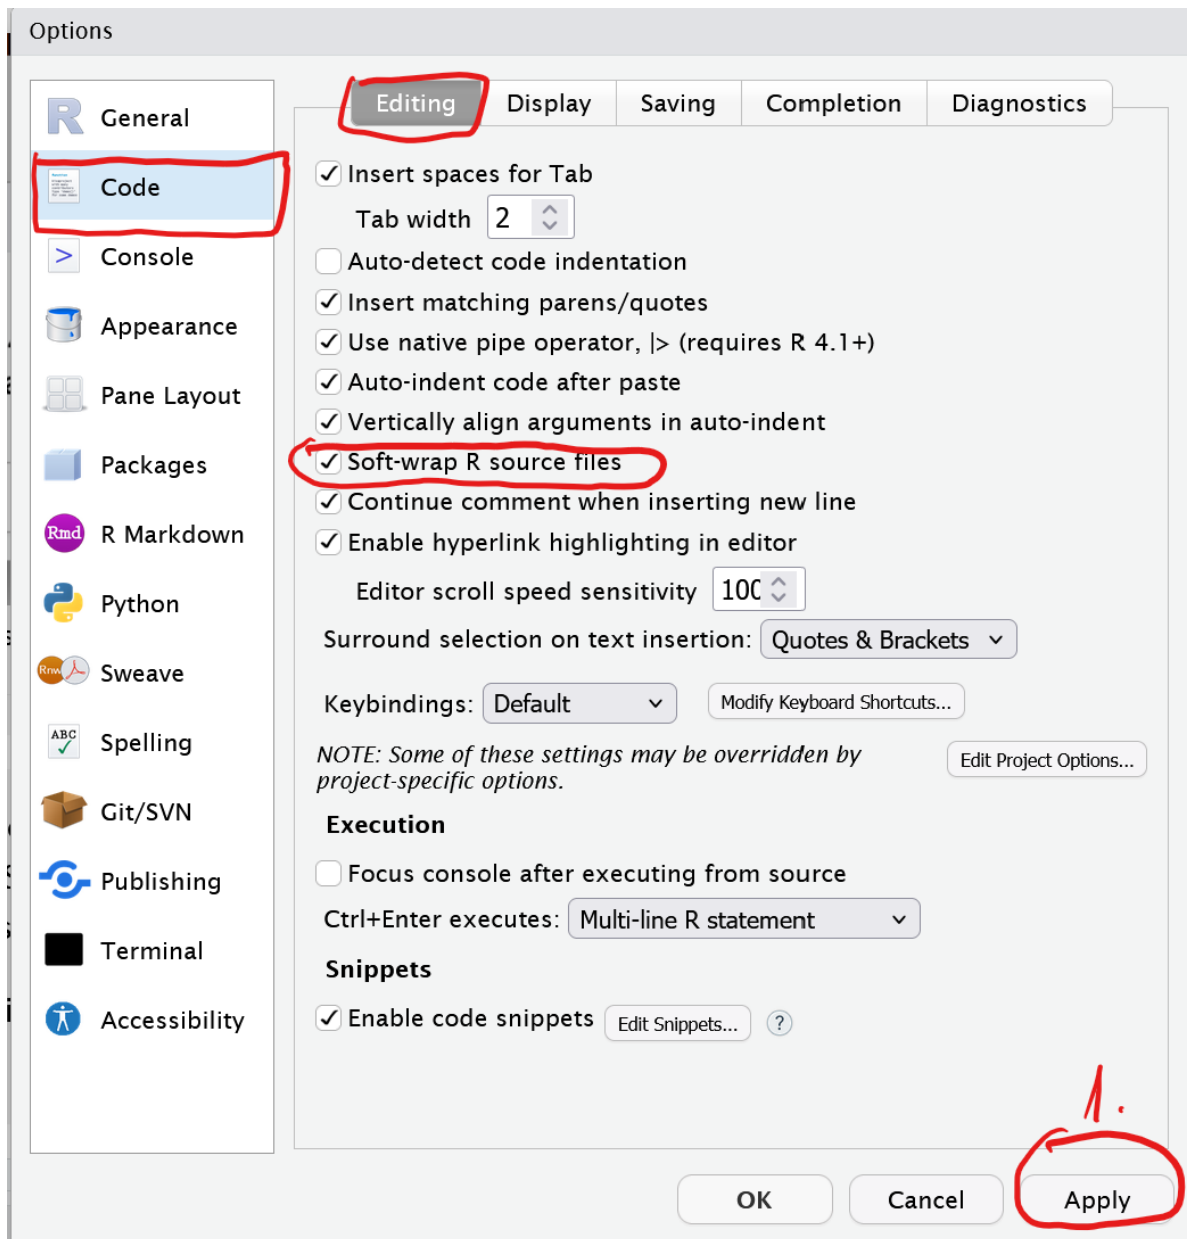 Options
General
Code
Console
Appearance
Pane Layout
Packages
Rmd R Markdown
Python
Rnw Sweave
ABC Spelling
Git/SVN
Publishing
Terminal
Accessibility
Editing Display Saving Completion Diagnostics
Insert spaces for Tab
Tab width 2
Auto-detect code indentation
Insert matching parens/quotes
Use native pipe operator, |> (requires R 4.1+)
Auto-indent code after paste
Vertically align arguments in auto-indent
Soft-wrap R source files
Continue comment when inserting new line
Enable hyperlink highlighting in editor
Editor scroll speed sensitivity 100
Surround selection on text insertion: Quotes & Brackets
Keybindings: Default Modify Keyboard Shortcuts...
NOTE: Some of these settings may be overridden by
project-specific options.
Edit Project Options...
Execution
Focus console after executing from source
Ctrl+Enter executes: Multi-line R statement
Snippets
Enable code snippets Edit Snippets... ?
1.
OK Cancel Apply